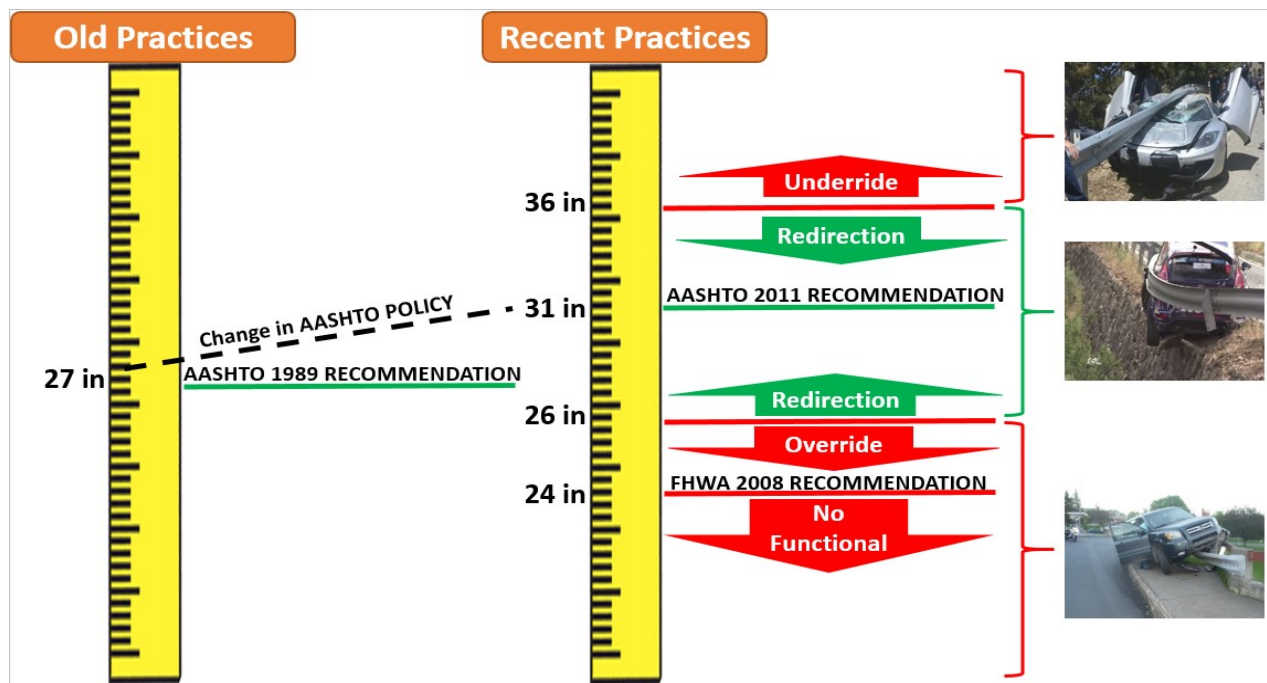 Old Practices
Recent Practices
Underride
36 in
Redirection
AASHTO 2011 RECOMMENDATION
31 in
Change in AASHTO POLICY
27 in
AASHTO 1989 RECOMMENDATION
Redirection
26 in
Override
FHWA 2008 RECOMMENDATION
24 in
No
Functional